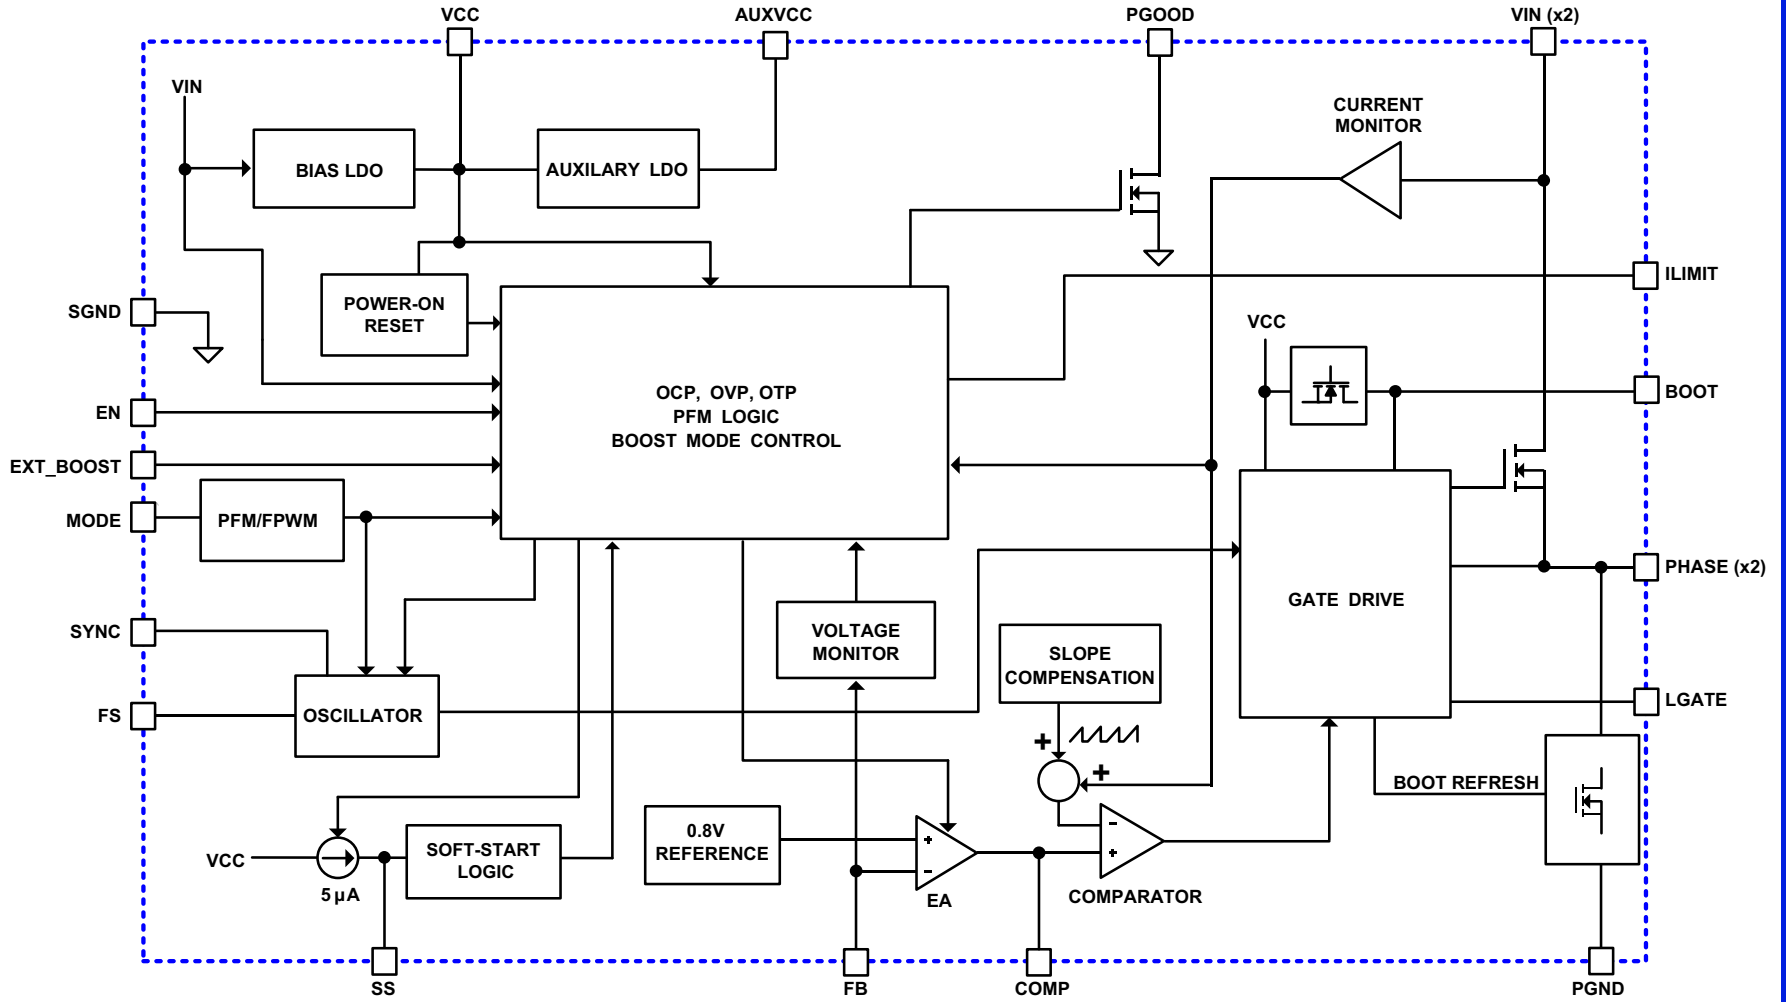 VCC
AUXVCC
PGOOD
VIN (x2)
VIN
CURRENT
MONITOR
BIAS LDO
AUXILARY LDO
ILIMIT
SGND
POWER-ON
RESET
VCC
EN
OCP, OVP, OTP
PFM LOGIC
BOOST MODE CONTROL
BOOT
EXT_BOOST
MODE
PFM/FPWM
PHASE (x2)
GATE DRIVE
SYNC
VOLTAGE
MONITOR
SLOPE
COMPENSATION
FS
OSCILLATOR
LGATE
+
+
BOOT REFRESH
0.8V
REFERENCE
+
-
EA
-
+
COMPARATOR
VCC
5 µA
SOFT-START
LOGIC
SS
FB
COMP
PGND